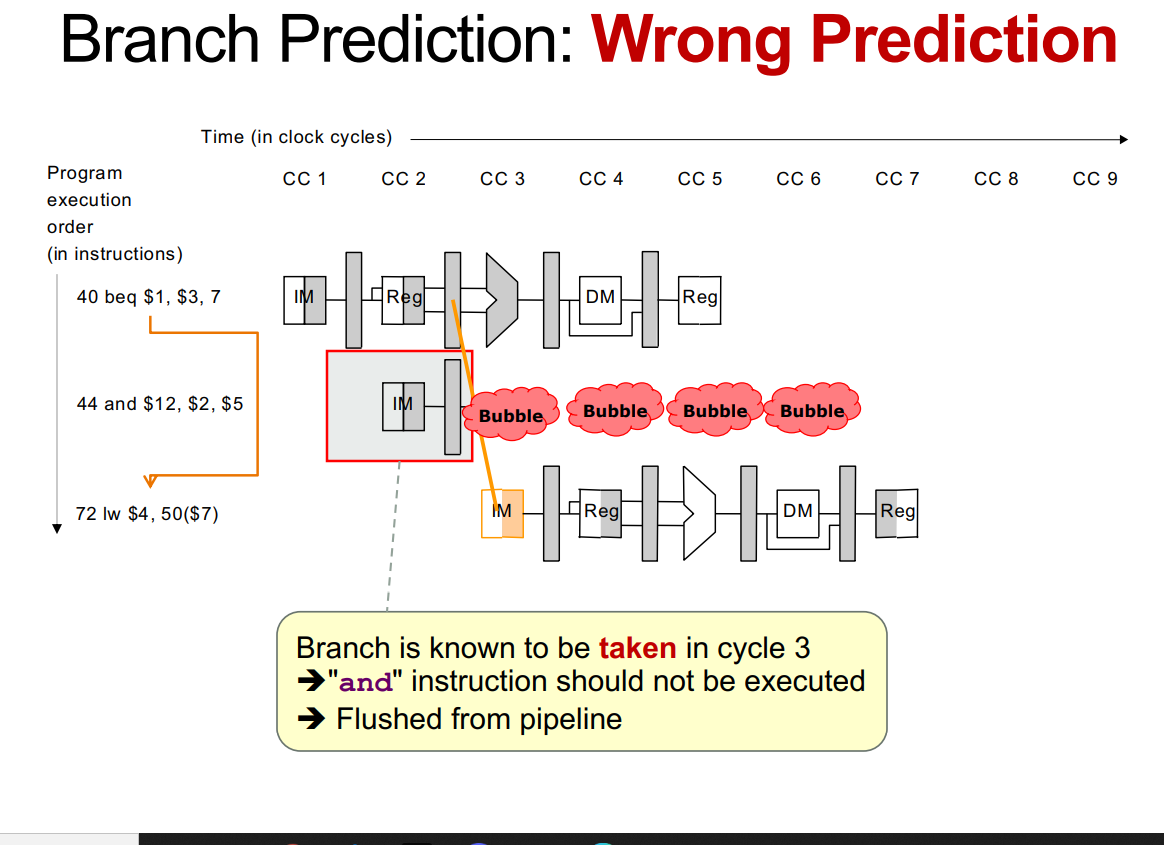 Branch Prediction: Wrong Prediction
Time (in clock cycles)
Program
execution
order
(in instructions)
CC 1 CC 2 CC 3 CC 4 CC 5 CC 6 CC 7 CC 8 CC 9
40 beq $1, $3, 7
IM Reg DM Reg
44 and $12, $2, $5
IM Bubble Bubble Bubble Bubble
72 lw $4, 50($7)
IM Reg DM Reg
Branch is known to be taken in cycle 3
➔"and" instruction should not be executed
➔ Flushed from pipeline